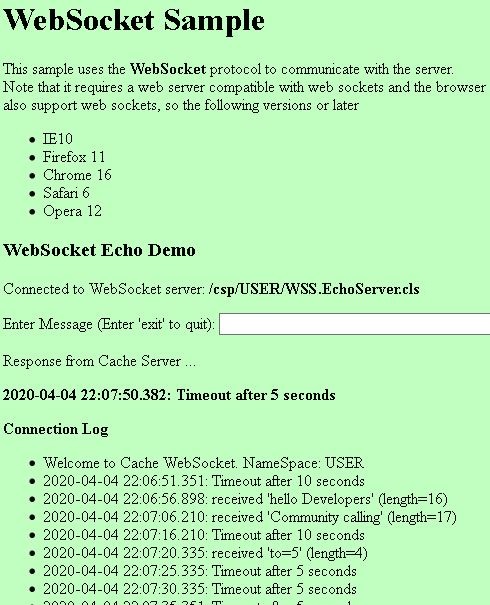 WebSocket Sample
This sample uses the WebSocket protocol to communicate with the server.
Note that it requires a web server compatible with web sockets and the browser
also support web sockets, so the following versions or later
IE10
Firefox 11
Chrome 16
Safari 6
Opera 12
WebSocket Echo Demo
Connected to WebSocket server: /csp/USER/WSS.EchoServer.cls
Enter Message (Enter 'exit' to quit):
Response from Cache Server ...
2020-04-04 22:07:50.382: Timeout after 5 seconds
Connection Log
Welcome to Cache WebSocket. NameSpace: USER
2020-04-04 22:06:51.351: Timeout after 10 seconds
2020-04-04 22:06:56.898: received 'hello Developers' (length=16)
2020-04-04 22:07:06.210: received 'Community calling' (length=17)
2020-04-04 22:07:16.210: Timeout after 10 seconds
2020-04-04 22:07:20.335: received 'to=5' (length=4)
2020-04-04 22:07:25.335: Timeout after 5 seconds
2020-04-04 22:07:30.335: Timeout after 5 seconds